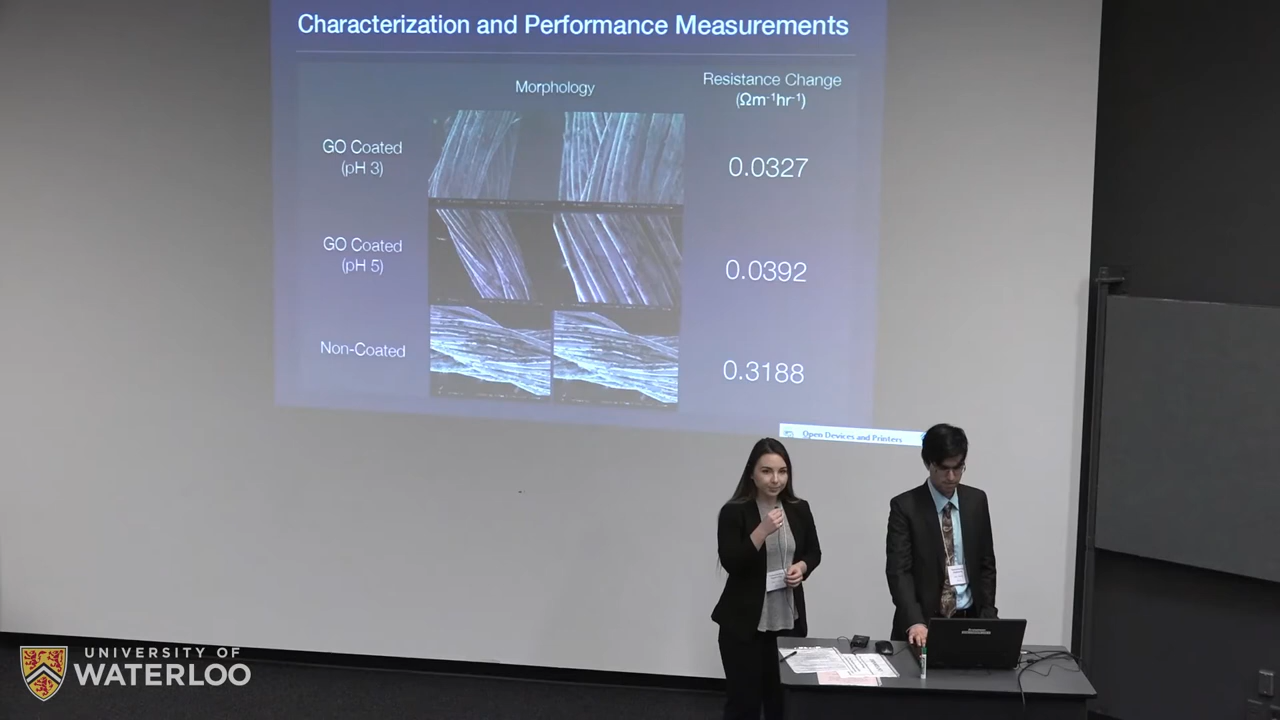 Characterization and Performance Measurements
Morphology
Resistance Change
(Ωm⁻¹hr⁻¹)
GO Coated
(pH 3)
0.0327
GO Coated
(pH 5)
0.0392
Non-Coated
0.3188
Open Devices and Printers
UNIVERSITY OF
WATERLOO